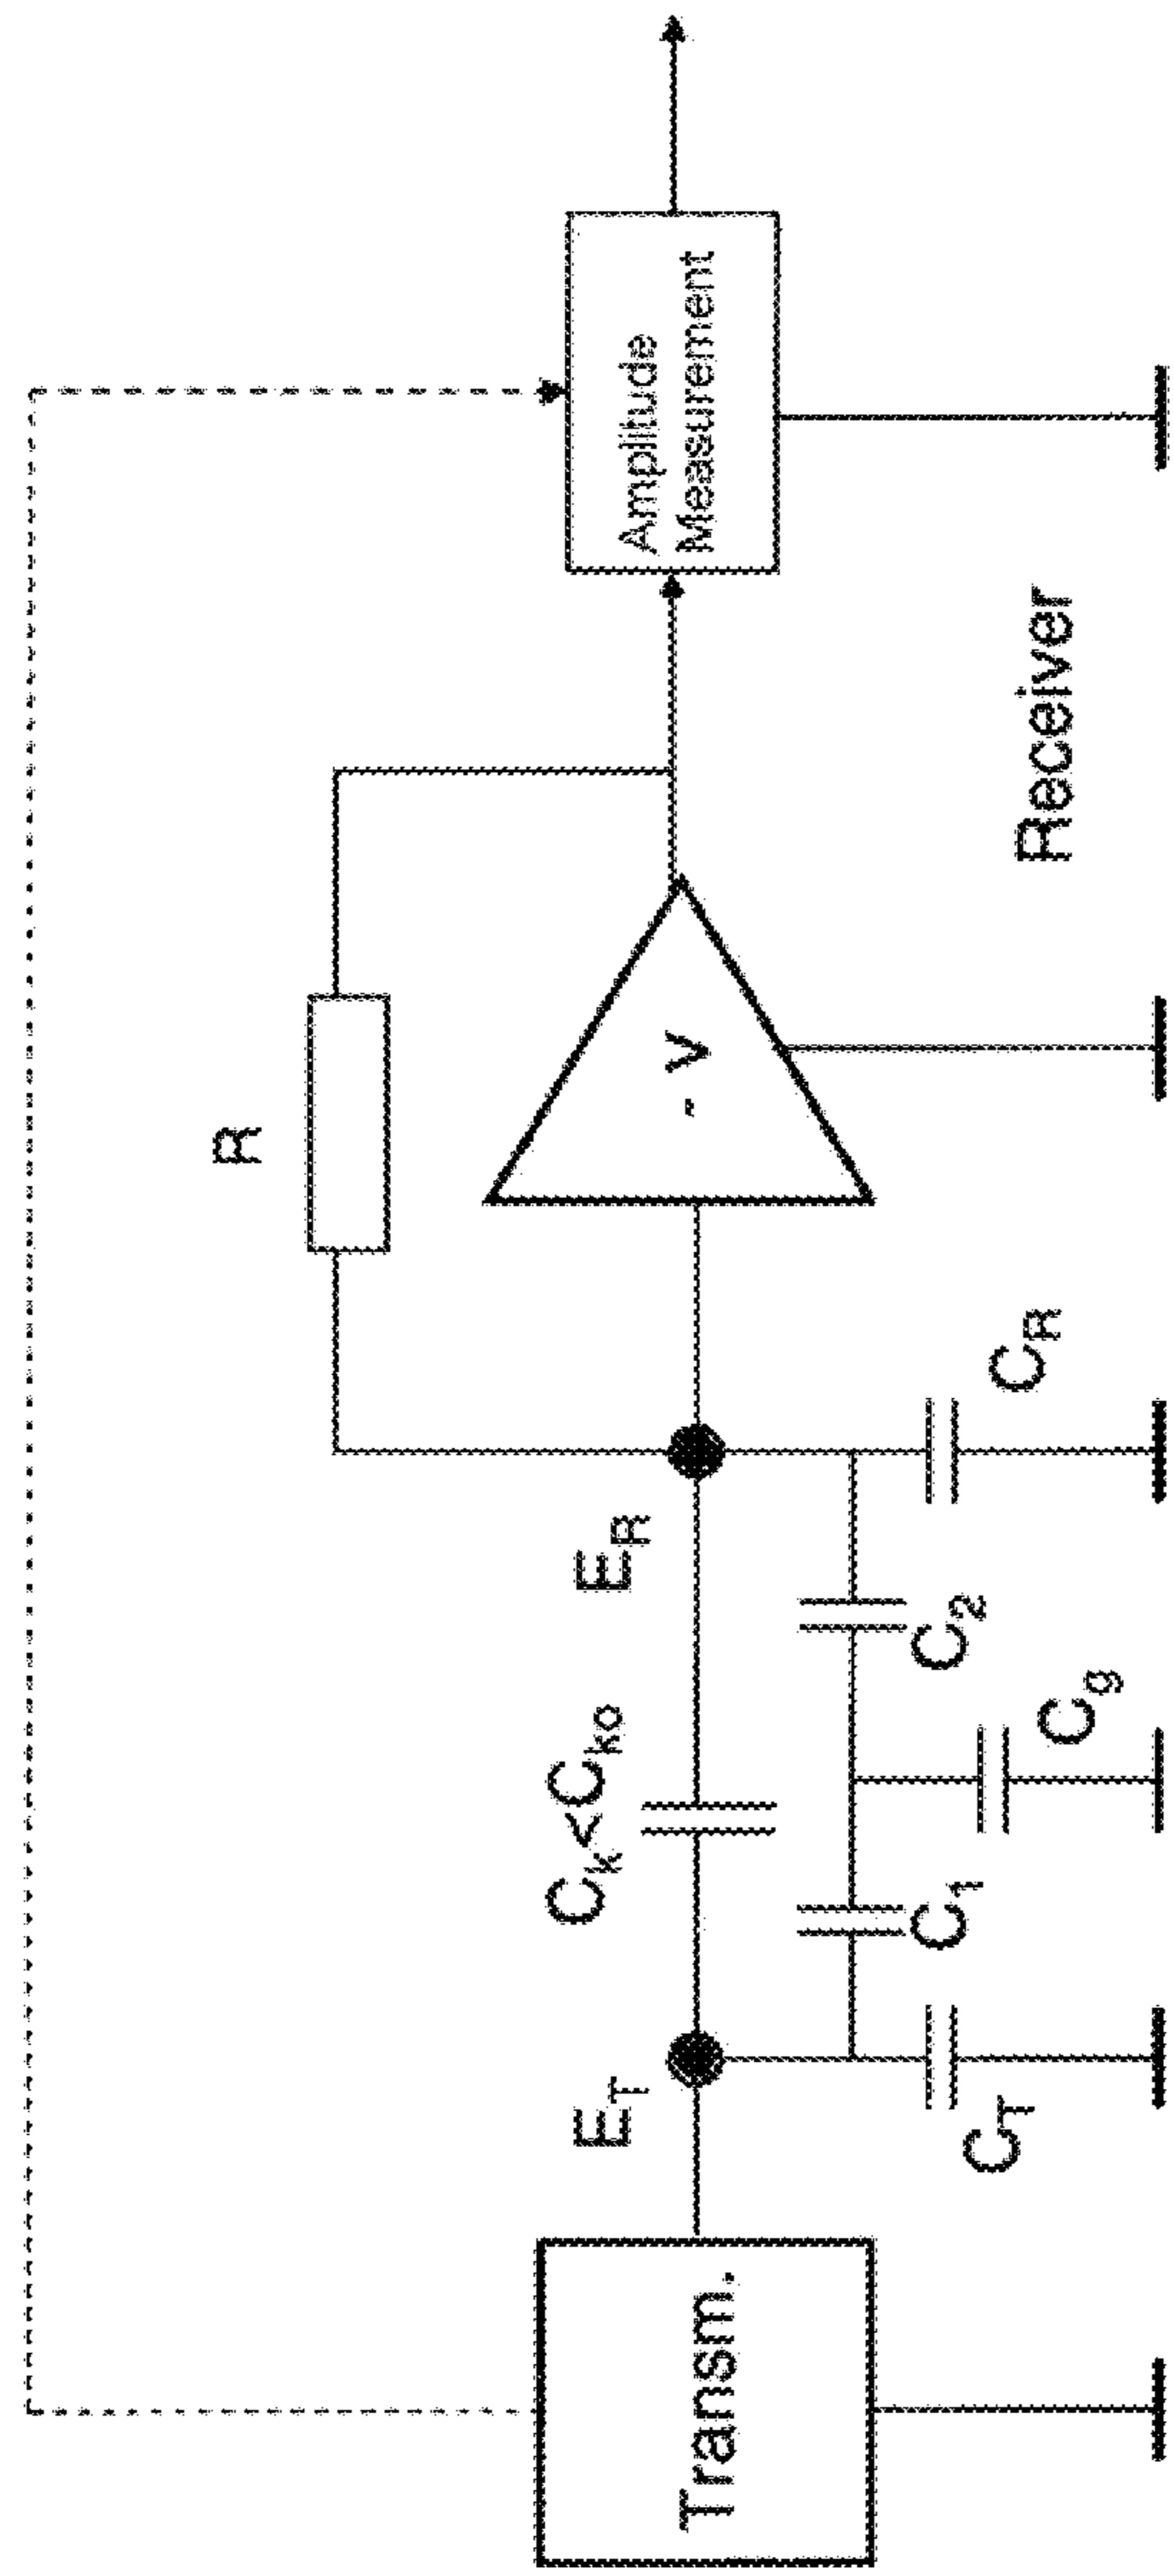 R
Transm.
E_T
C_k<C_ko
E_R
- V
Amplitude
Measurement
C_T
C_1
C_g
C_2
C_R
Receiver